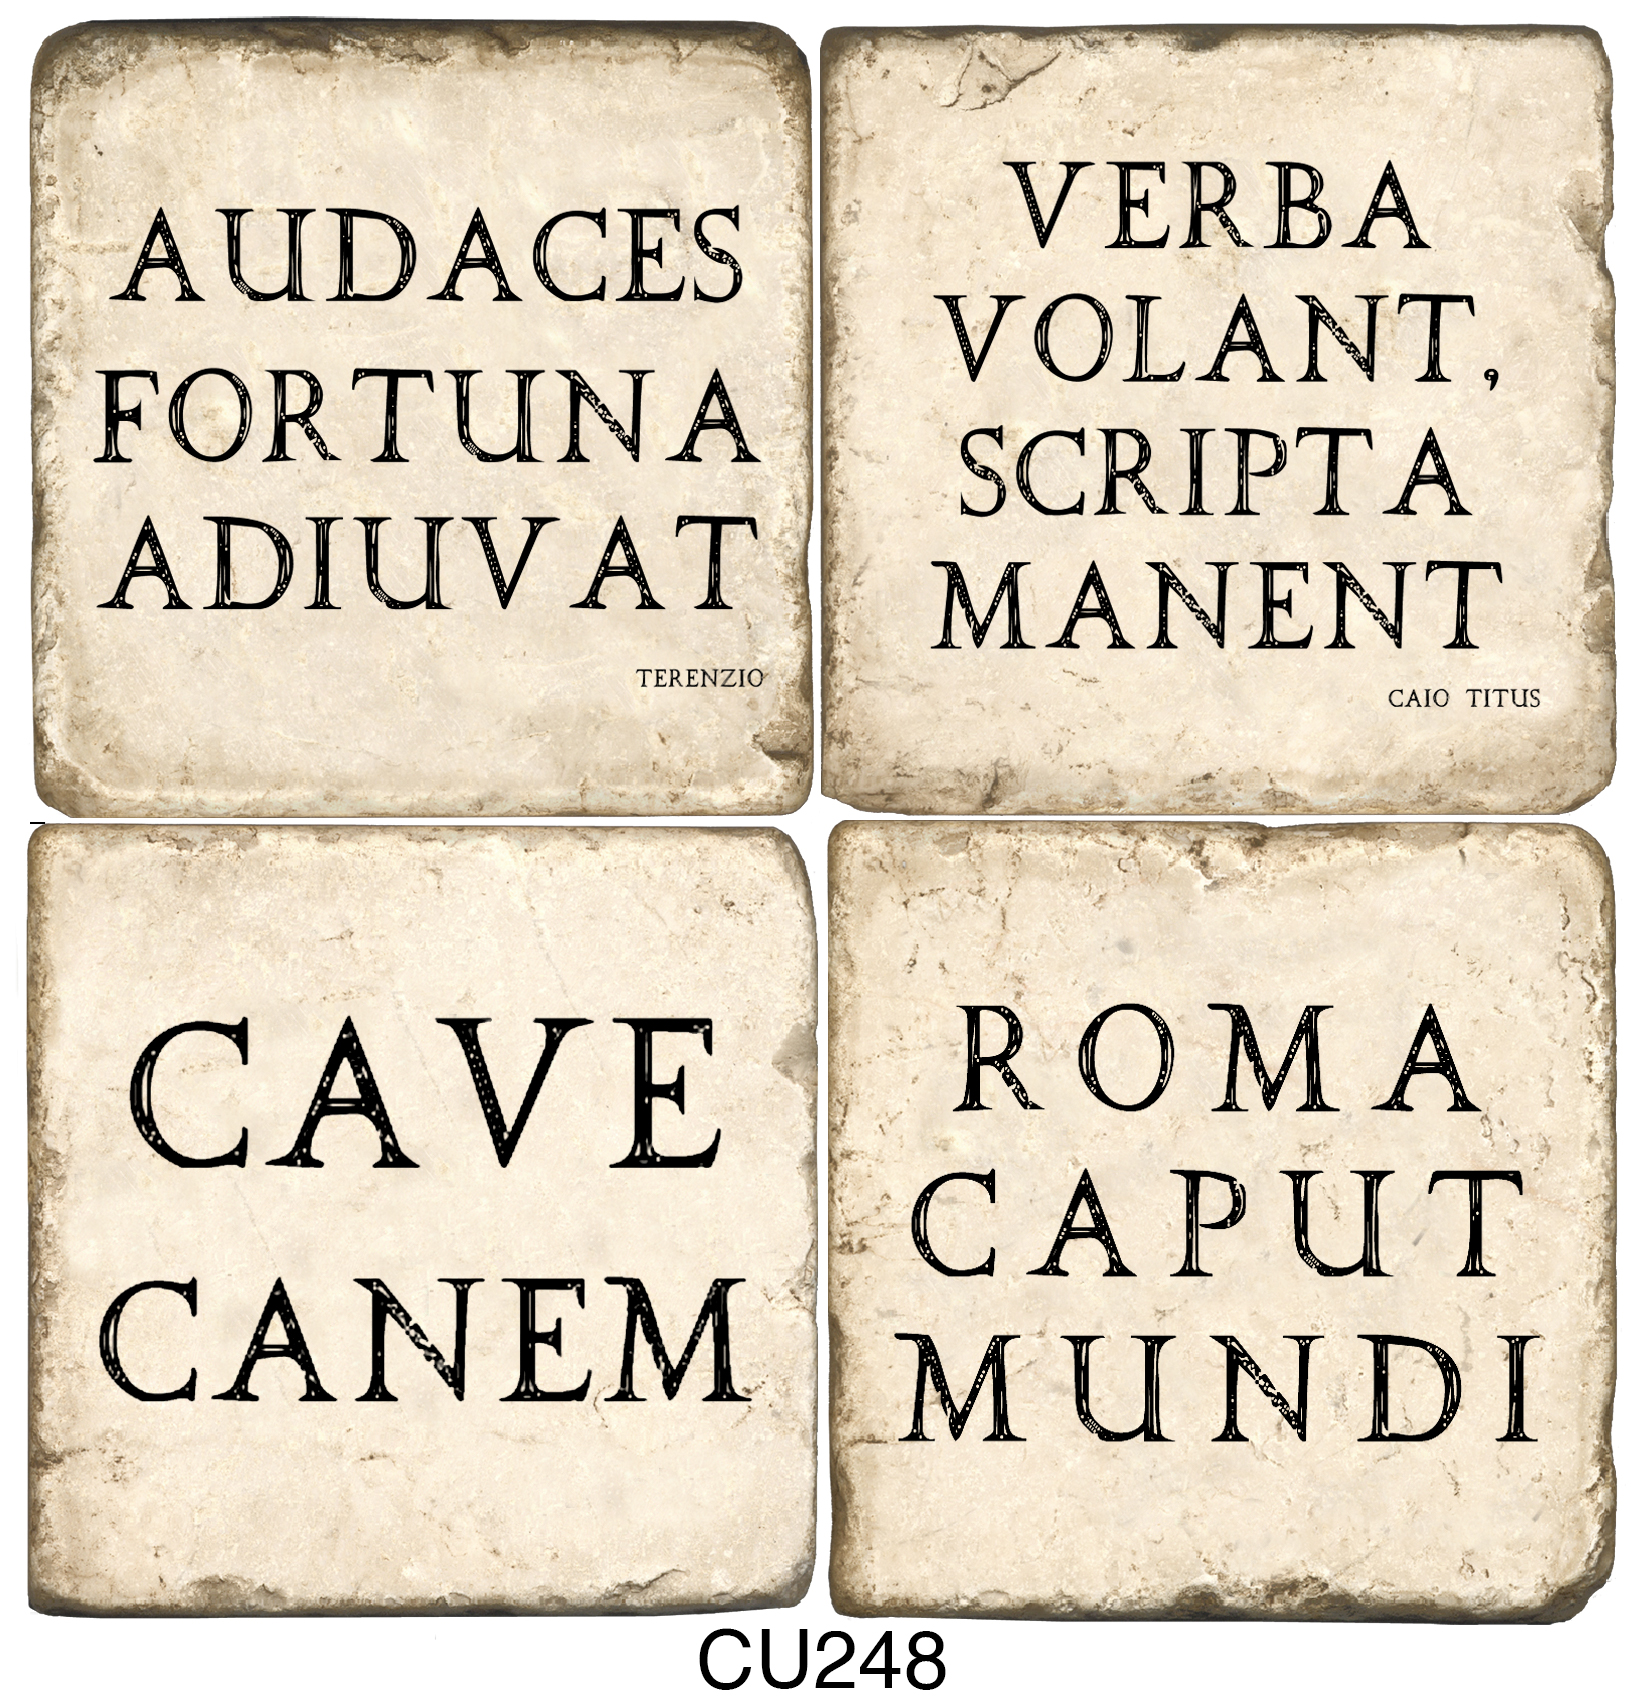 AUDACES
FORTUNA
ADIUVAT
TERENZIO
VERBA
VOLANT,
SCRIPTA
MANENT
CAIO TITUS
CAVE
CANEM
ROMA
CAPUT
MUNDI
CU248